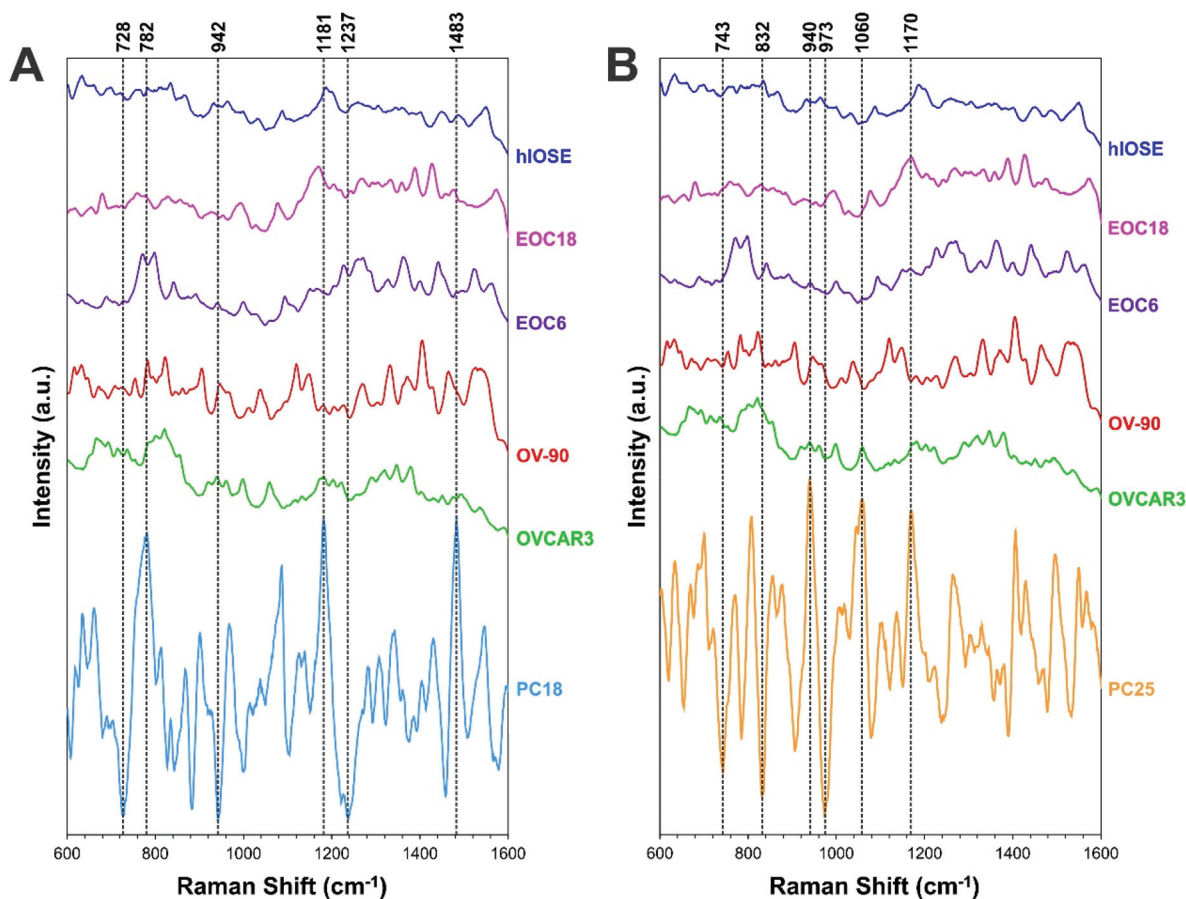 A
728 782 942 1181 1237 1483
hIOSE
EOC18
EOC6
OV-90
OVCAR3
PC18
Intensity (a.u.)
600 800 1000 1200 1400 1600
Raman Shift (cm-1)
B
743 832 940 973 1060 1170
hIOSE
EOC18
EOC6
OV-90
OVCAR3
PC25
Intensity (a.u.)
600 800 1000 1200 1400 1600
Raman Shift (cm-1)